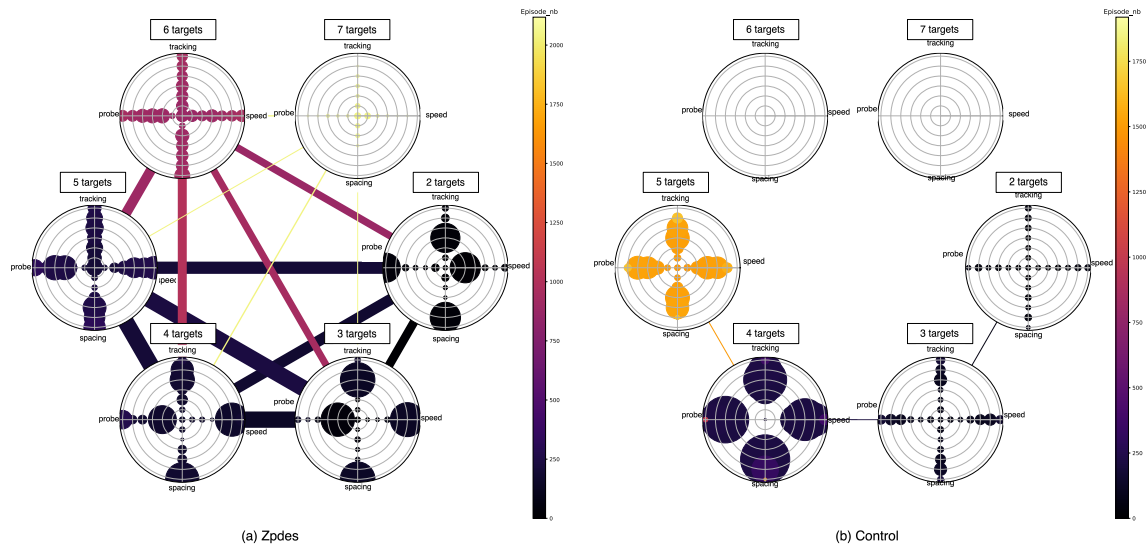 6 targets
7 targets
tracking
tracking
probe
speed
probe
speed
spacing
5 targets
2 targets
tracking
tracking
probe
speed
probe
speed
spacing
spacing
4 targets
3 targets
tracking
tracking
probe
speed
probe
speed
spacing
spacing
Episode_nb
2000
1750
1500
1250
1000
750
500
250
0
(a) Zpdes
6 targets
7 targets
tracking
tracking
probe
speed
probe
speed
spacing
spacing
5 targets
2 targets
tracking
tracking
probe
speed
probe
speed
spacing
spacing
4 targets
3 targets
tracking
tracking
probe
speed
probe
speed
spacing
spacing
Episode_nb
1750
1500
1250
1000
750
500
250
0
(b) Control